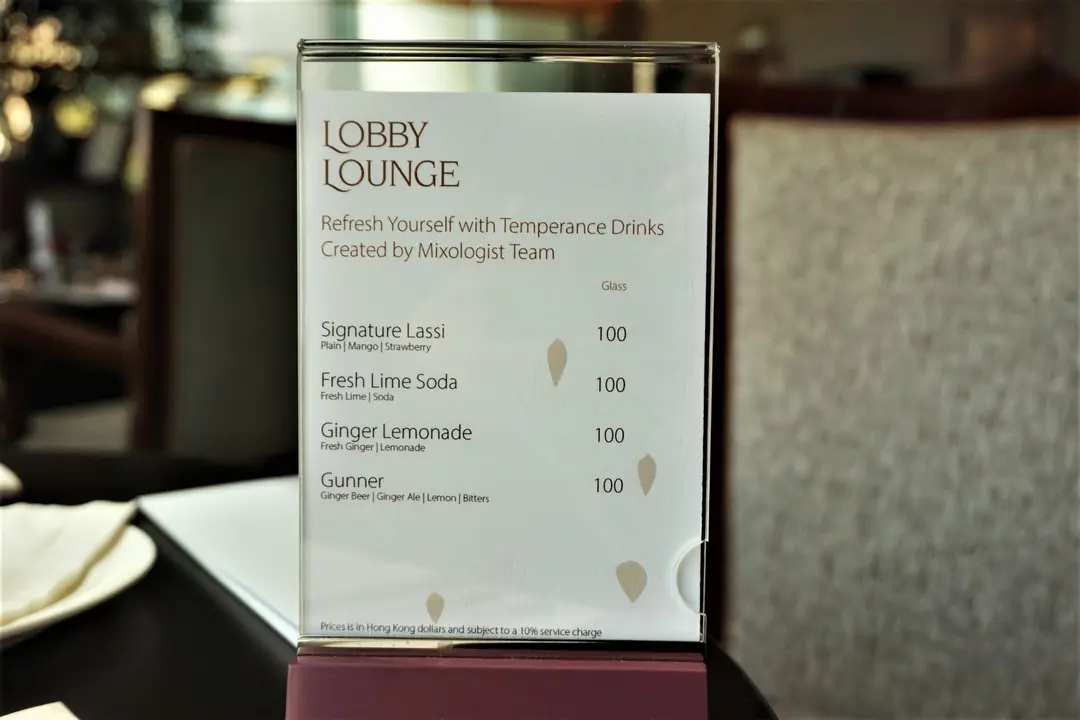 LOBBY
LOUNGE
Refresh Yourself with Temperance Drinks
Created by Mixologist Team
Glass
Signature Lassi 100
Plain | Mango | Strawberry
Fresh Lime Soda 100
Fresh Lime | Soda
Ginger Lemonade 100
Fresh Ginger | Lemonade
Gunner 100
Ginger Beer | Ginger Ale | Lemon | Bitters
Prices is in Hong Kong dollars and subject to a 10% service charge